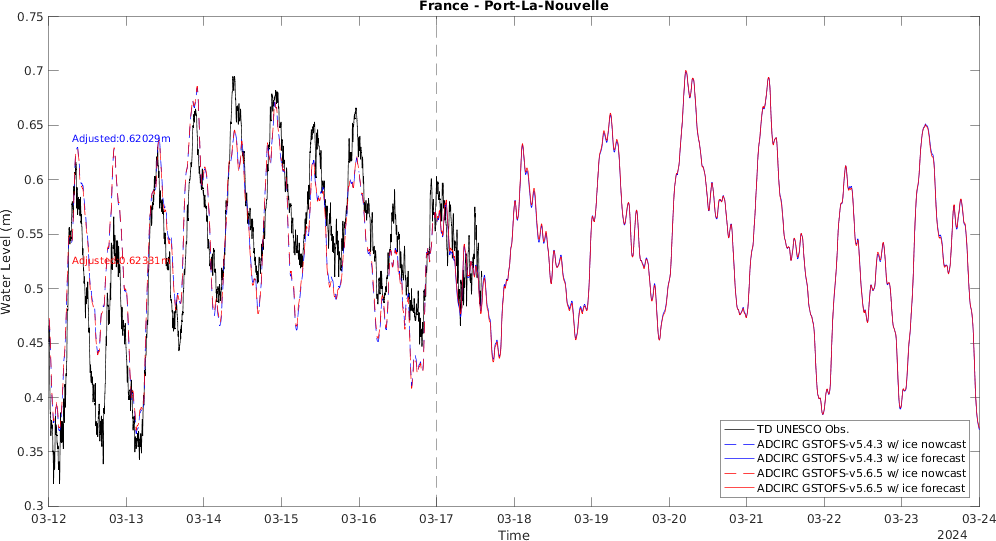 France - Port-La-Nouvelle
0.75
0.7
0.65
0.6
0.55
0.5
0.45
0.4
0.35
0.3
Water Level (m)
Adjusted:0.62029m
Adjusted:0.62331m
TD UNESCO Obs.
ADCIRC GSTOFS-v5.4.3 w/ ice nowcast
ADCIRC GSTOFS-v5.4.3 w/ ice forecast
ADCIRC GSTOFS-v5.6.5 w/ ice nowcast
ADCIRC GSTOFS-v5.6.5 w/ ice forecast
03-12 03-13 03-14 03-15 03-16 03-17 03-18 03-19 03-20 03-21 03-22 03-23 03-24
Time
2024